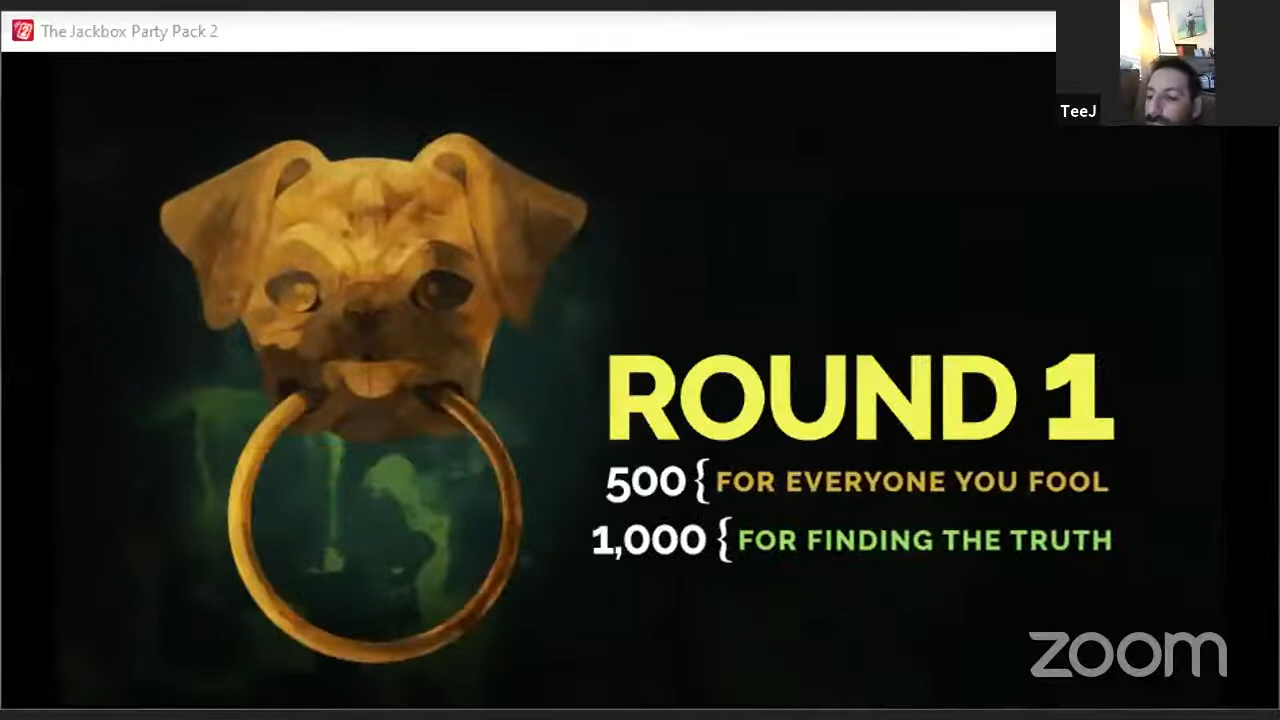 The Jackbox Party Pack 2
TeeJ
ROUND 1
500 { FOR EVERYONE YOU FOOL
1,000 { FOR FINDING THE TRUTH
zoom